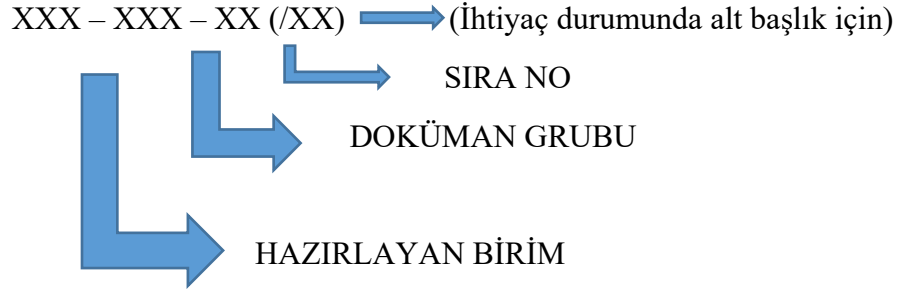 XXX – XXX – XX (/XX) (İhtiyaç durumunda alt başlık için)
SIRA NO
DOKÜMAN GRUBU
HAZIRLAYAN BİRİM